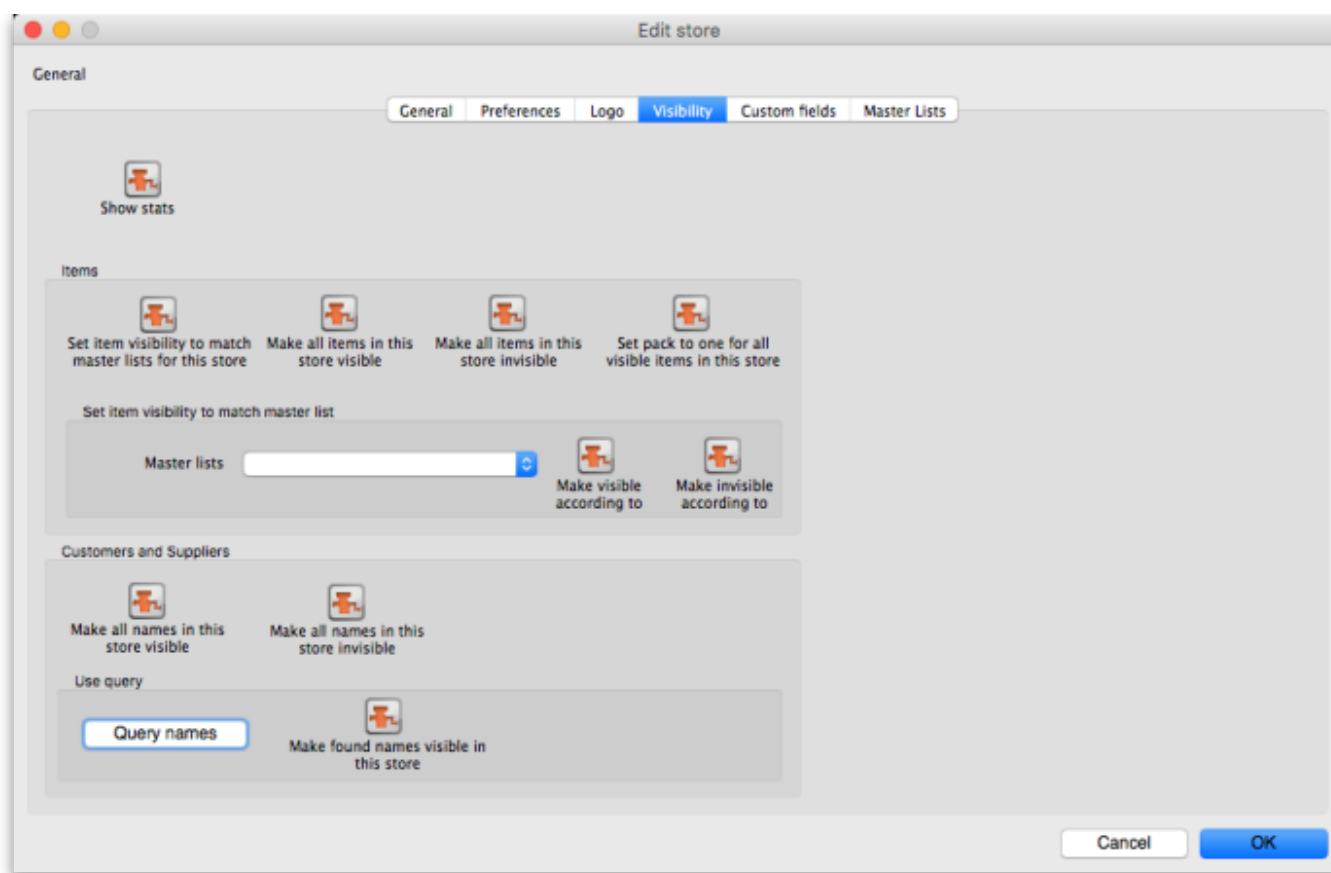 Edit store
General
General Preferences Logo Visibility Custom fields Master Lists
Show stats
Items
Set item visibility to match
master lists for this store
Make all items in this
store visible
Make all items in this
store invisible
Set pack to one for all
visible items in this store
Set item visibility to match master list
Master lists
Make visible
according to
Make invisible
according to
Customers and Suppliers
Make all names in this
store visible
Make all names in this
store invisible
Use query
Query names
Make found names visible in
this store
Cancel OK